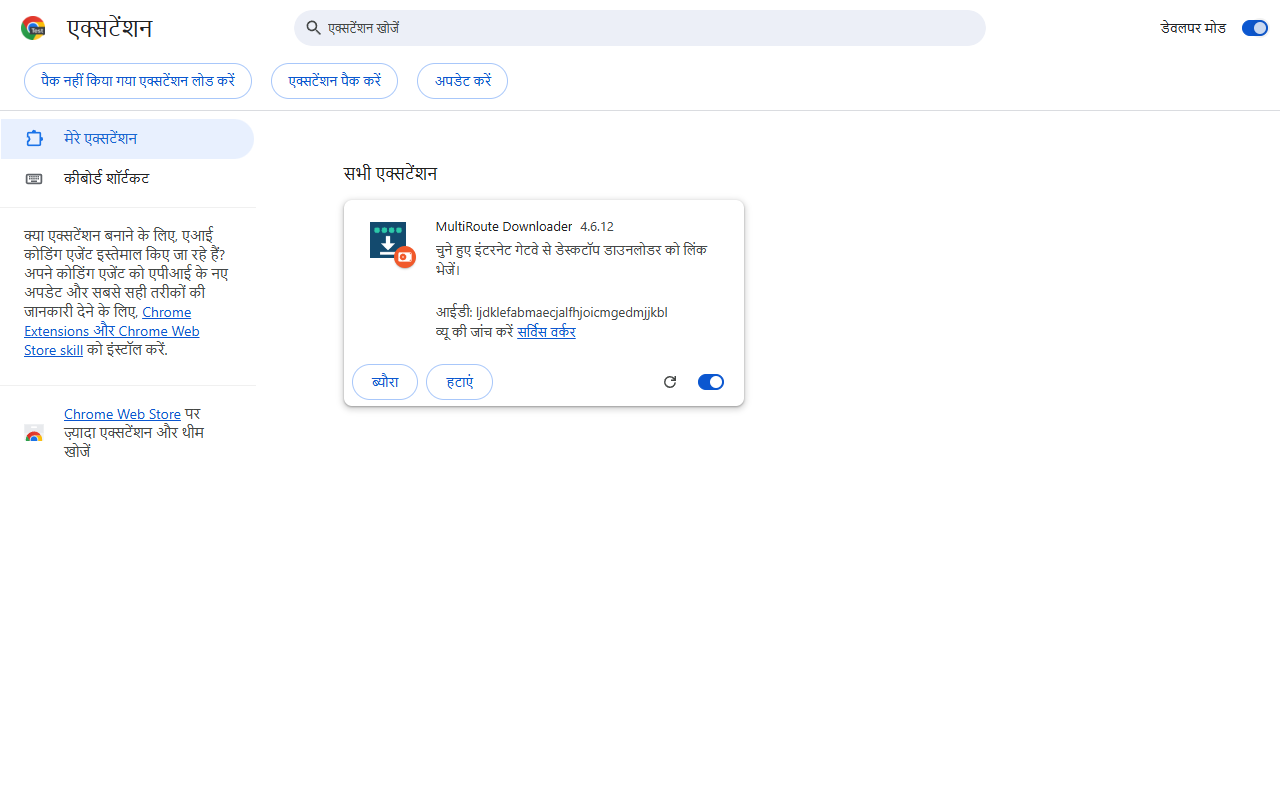 एक्सटेंशन
एक्सटेंशन खोजें
डेवलपर मोड
पैक नहीं किया गया एक्सटेंशन लोड करें
एक्सटेंशन पैक करें
अपडेट करें
मेरे एक्सटेंशन
कीबोर्ड शॉर्टकट
क्या एक्सटेंशन बनाने के लिए, एआई
कोडिंग एजेंट इस्तेमाल किए जा रहे हैं?
अपने कोडिंग एजेंट को एपीआई के नए
अपडेट और सबसे सही तरीकों की
जानकारी देने के लिए, Chrome
Extensions और Chrome Web
Store skill को इंस्टॉल करें.
Chrome Web Store पर
ज़्यादा एक्सटेंशन और थीम
खोजें
सभी एक्सटेंशन
MultiRoute Downloader 4.6.12
चुने हुए इंटरनेट गेटवे से डेस्कटॉप डाउनलोडर को लिंक
भेजें।
आईडी: ljdklefabmaecjalfhjoicmgedmjjkbl
व्यू की जांच करें सर्विस वर्कर
ब्यौरा
हटाएं